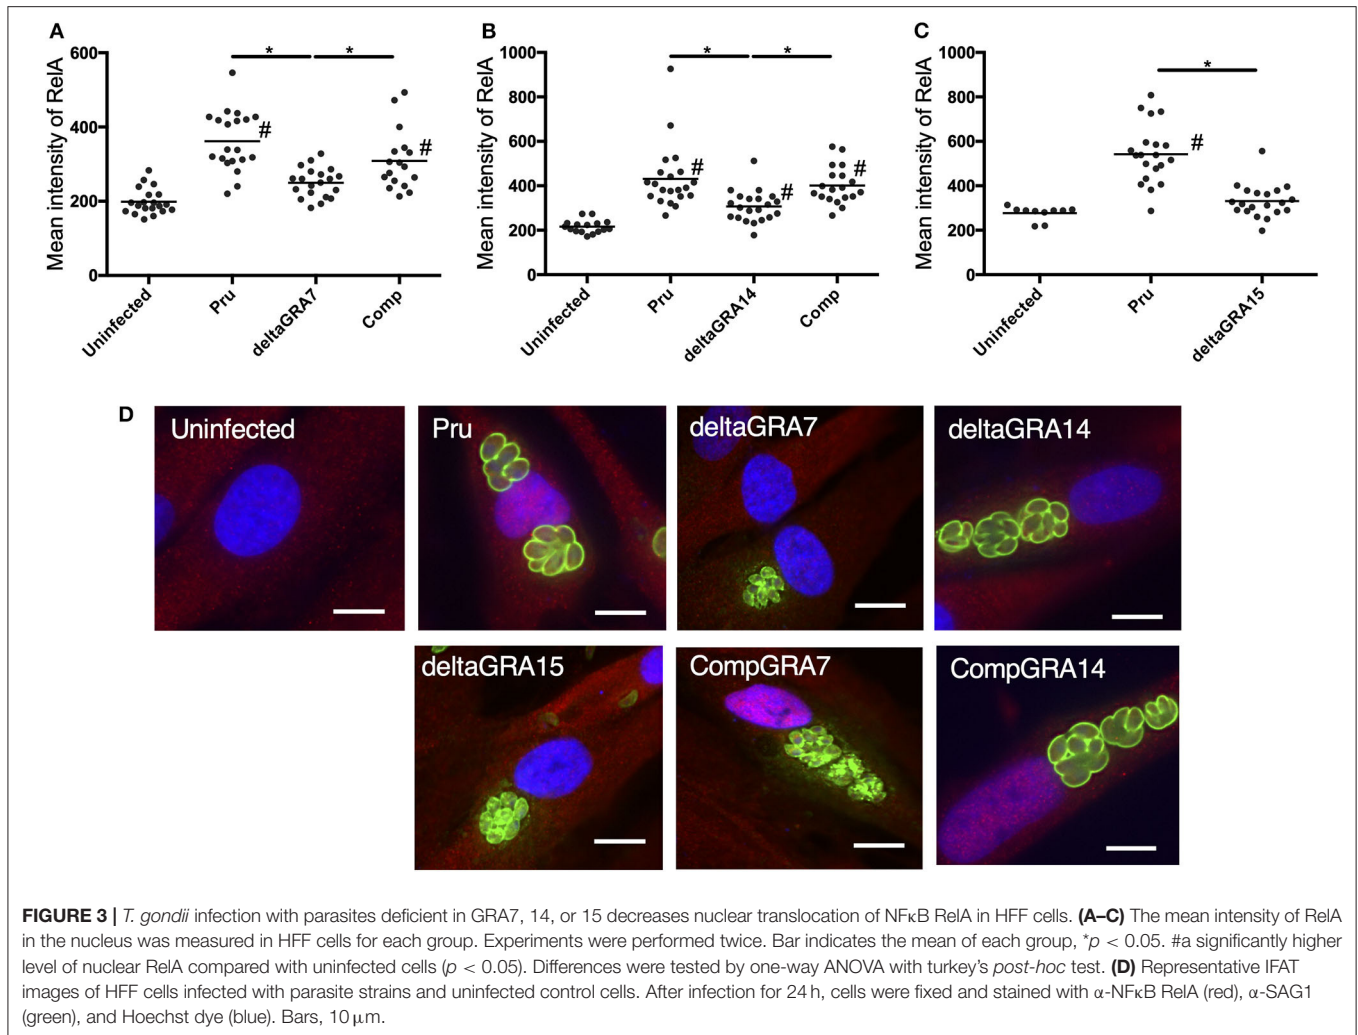 A
Mean intensity of RelA
600
400
200
0
*
*
#
#
Uninfected
Pru
deltaGRA7
Comp
B
Mean intensity of RelA
1000
800
600
400
200
0
*
*
#
#
#
Uninfected
Pru
deltaGRA14
Comp
C
Mean intensity of RelA
1000
800
600
400
200
0
*
#
Uninfected
Pru
deltaGRA15
D
Uninfected
Pru
deltaGRA7
deltaGRA14
deltaGRA15
CompGRA7
CompGRA14
FIGURE 3 | T. gondii infection with parasites deficient in GRA7, 14, or 15 decreases nuclear translocation of NFκB RelA in HFF cells. (A–C) The mean intensity of RelA
in the nucleus was measured in HFF cells for each group. Experiments were performed twice. Bar indicates the mean of each group, *p < 0.05. #a significantly higher
level of nuclear RelA compared with uninfected cells (p < 0.05). Differences were tested by one-way ANOVA with turkey's post-hoc test. (D) Representative IFAT
images of HFF cells infected with parasite strains and uninfected control cells. After infection for 24 h, cells were fixed and stained with α-NFκB RelA (red), α-SAG1
(green), and Hoechst dye (blue). Bars, 10 μm.